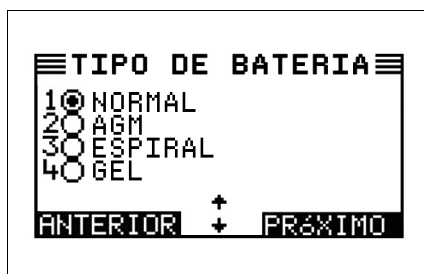 TIPO DE BATERIA
1 NORMAL
2 AGM
3 ESPIRAL
4 GEL
ANTERIOR PRóXIMO